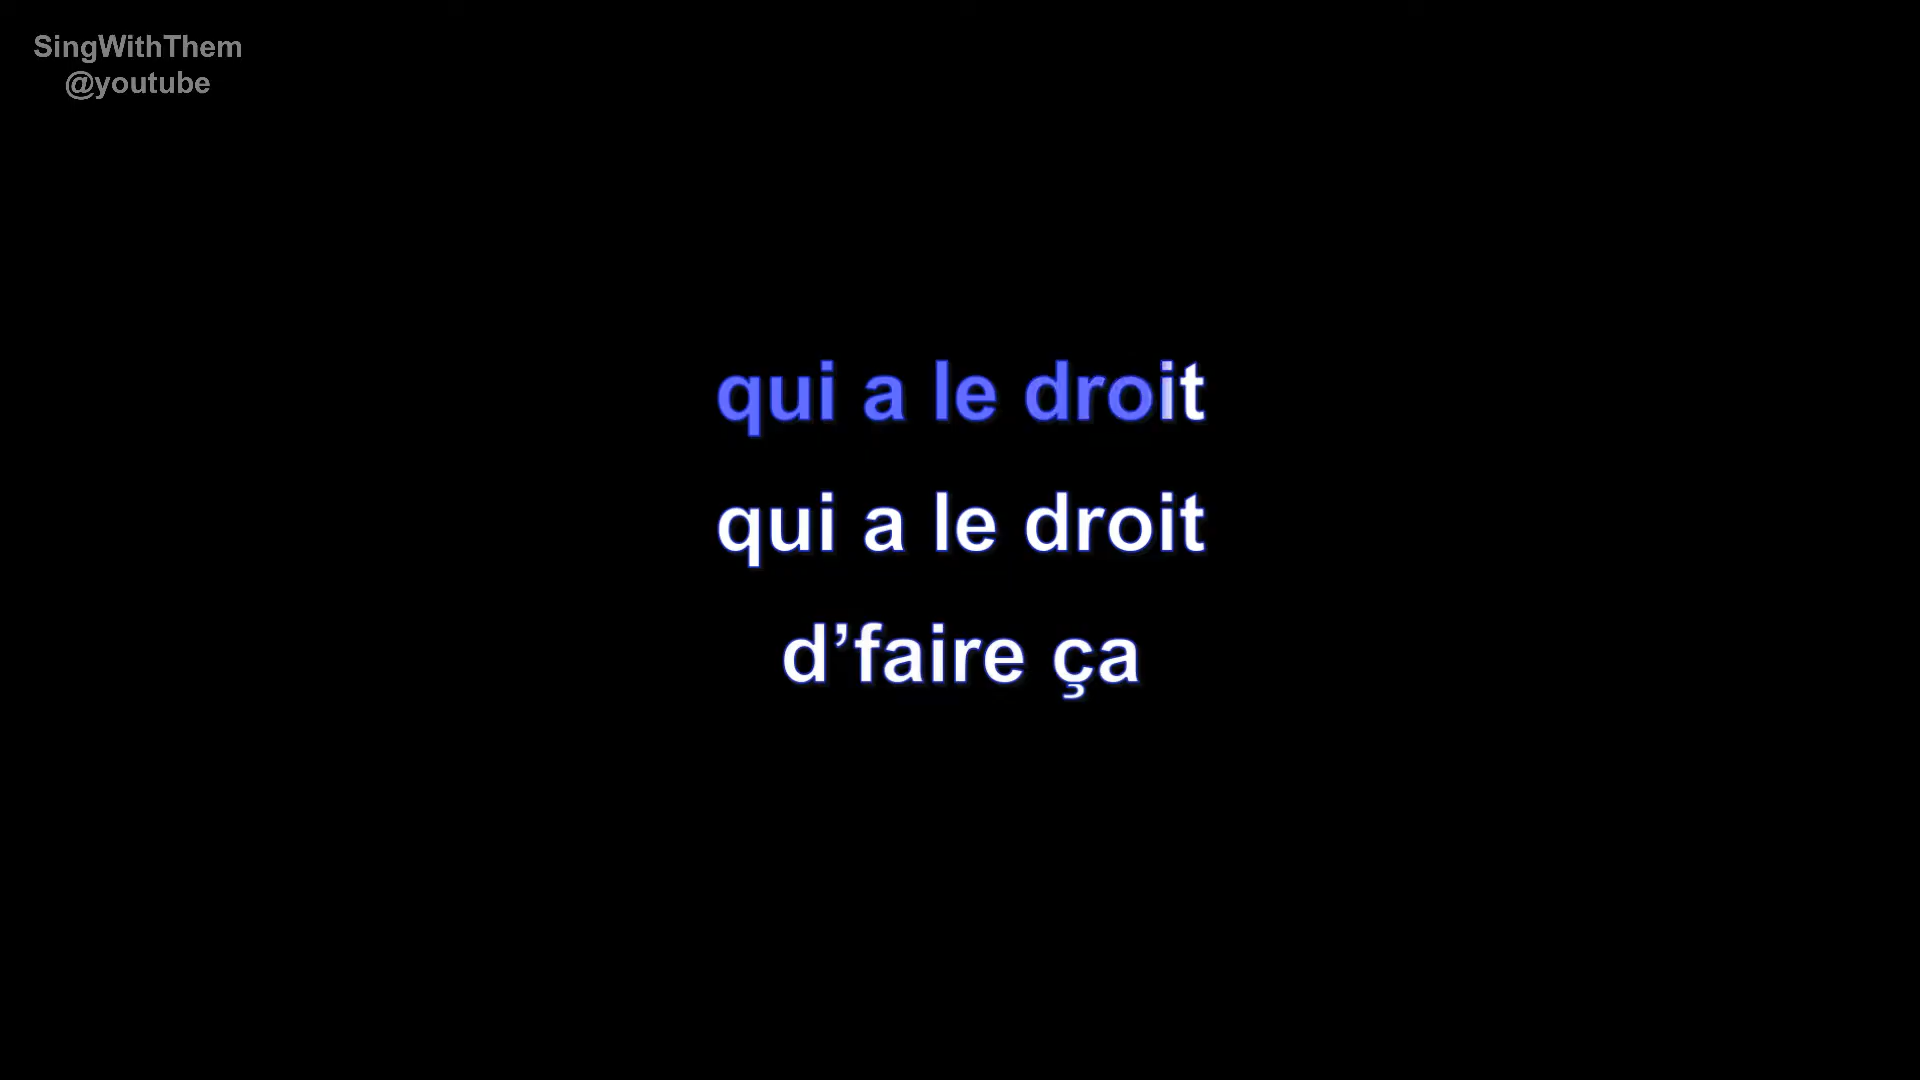 SingWithThem
@youtube
qui a le droit
qui a le droit
d’faire ça